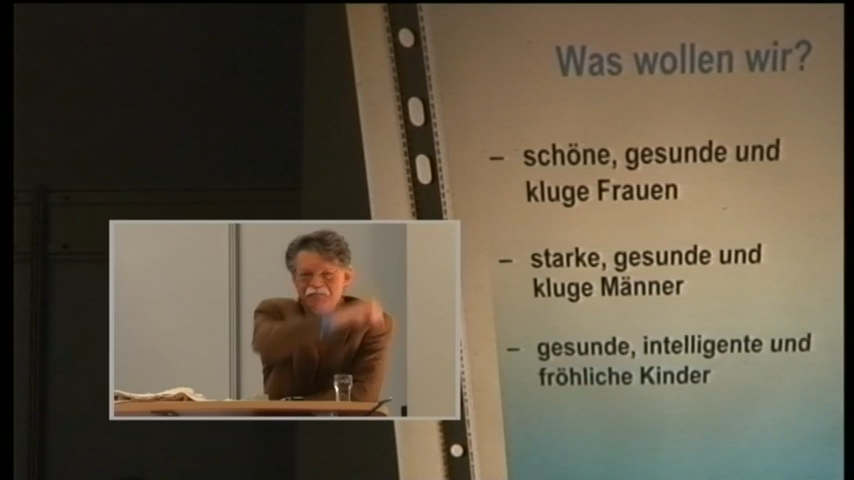 Was wollen wir?
– schöne, gesunde und
kluge Frauen
– starke, gesunde und
kluge Männer
– gesunde, intelligente und
fröhliche Kinder